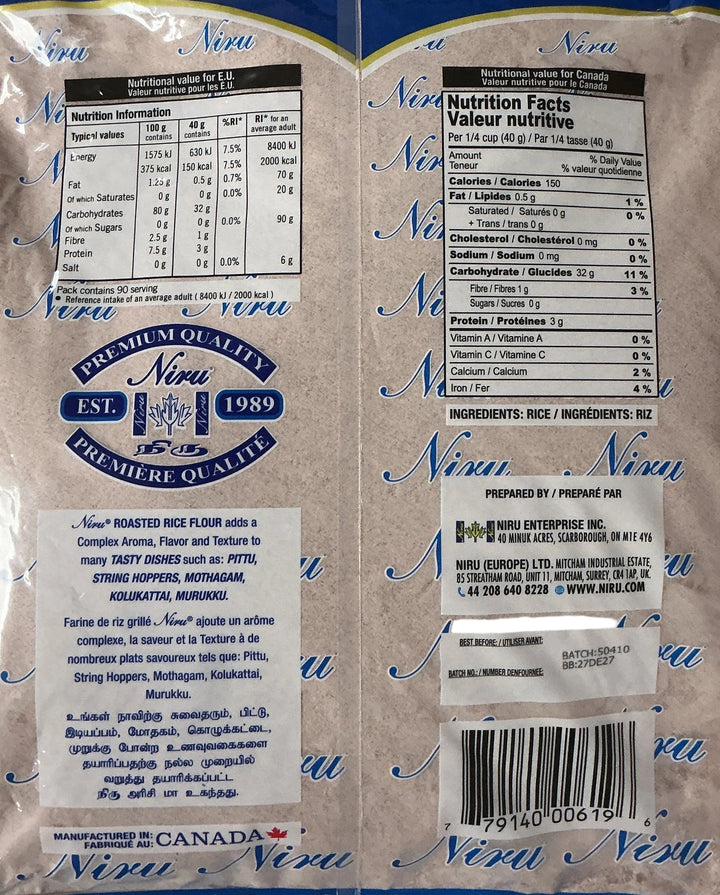 Niru
Niru
Niru
Nutritional value for E.U.
Valeur nutritive pour les É.U.
Nutrition Information
Typical values 100 g contains 40 g contains %RI* RI* for an average adult
Energy 1575 kJ 630 kJ 7.5% 8400 kJ
375 kcal 150 kcal 7.5% 2000 kcal
Fat 1.25 g 0.5 g 0.7% 70 g
Of which Saturates 0 g 0 g 0.0% 20 g
Carbohydrates 80 g 32 g
Of which Sugars 0 g 0 g 0.0% 90 g
Fibre 2.5 g 1 g
Protein 7.5 g 3 g
Salt 0 g 0 g 0.0% 6 g
Pack contains 90 serving
* Reference intake of an average adult ( 8400 kJ / 2000 kcal )
PREMIUM QUALITY
Niru
EST. 1989
Niru Niru
நிரு
PREMIÈRE QUALITÉ
Niru® ROASTED RICE FLOUR adds a
Complex Aroma, Flavor and Texture to
many TASTY DISHES such as: PITTU,
STRING HOPPERS, MOTHAGAM,
KOLUKATTAI, MURUKKU.
Farine de riz grillé Niru® ajoute un arôme
complexe, la saveur et la Texture à de
nombreux plats savoureux tels que: Pittu,
String Hoppers, Mothagam, Kolukattai,
Murukku.
உங்கள் நாவிற்கு சுவைதரும், பிட்டு,
இடியப்பம், மோதகம், கொழுக்கட்டை,
முறுக்கு போன்ற உணவுவகைகளை
தயாரிப்பதற்கு நல்ல முறையில்
வறுத்து தயாரிக்கப்பட்ட
நிரு அரிசி மா உகந்தது.
MANUFACTURED IN:
FABRIQUÉ AU: CANADA
Niru Niru
Nutritional value for Canada
Valeur nutritive pour le Canada
Nutrition Facts
Valeur nutritive
Per 1/4 cup (40 g) / Par 1/4 tasse (40 g)
Amount % Daily Value
Teneur % valeur quotidienne
Calories / Calories 150
Fat / Lipides 0.5 g 1 %
Saturated / Saturés 0 g 0 %
+ Trans / trans 0 g
Cholesterol / Cholestérol 0 mg 0 %
Sodium / Sodium 0 mg 0 %
Carbohydrate / Glucides 32 g 11 %
Fibre / Fibres 1 g 3 %
Sugars / Sucres 0 g
Protein / Protéines 3 g
Vitamin A / Vitamine A 0 %
Vitamin C / Vitamine C 0 %
Calcium / Calcium 2 %
Iron / Fer 4 %
INGREDIENTS: RICE / INGRÉDIENTS: RIZ
Niru Niru
PREPARED BY / PREPARÉ PAR
NIRU ENTERPRISE INC.
40 MINUK ACRES, SCARBOROUGH, ON M1E 4Y6
NIRU (EUROPE) LTD. MITCHAM INDUSTRIAL ESTATE,
85 STREATHAM ROAD, UNIT 11, MITCHAM, SURREY, CR4 1AP, UK.
44 208 640 8228 WWW.NIRU.COM
BEST BEFORE: / UTILISER AVANT:
BATCH:50410
BB:27DE27
BATCH NO.: / NUMBER DENFOURNEE:
7 79140 00619 6
Niru Niru